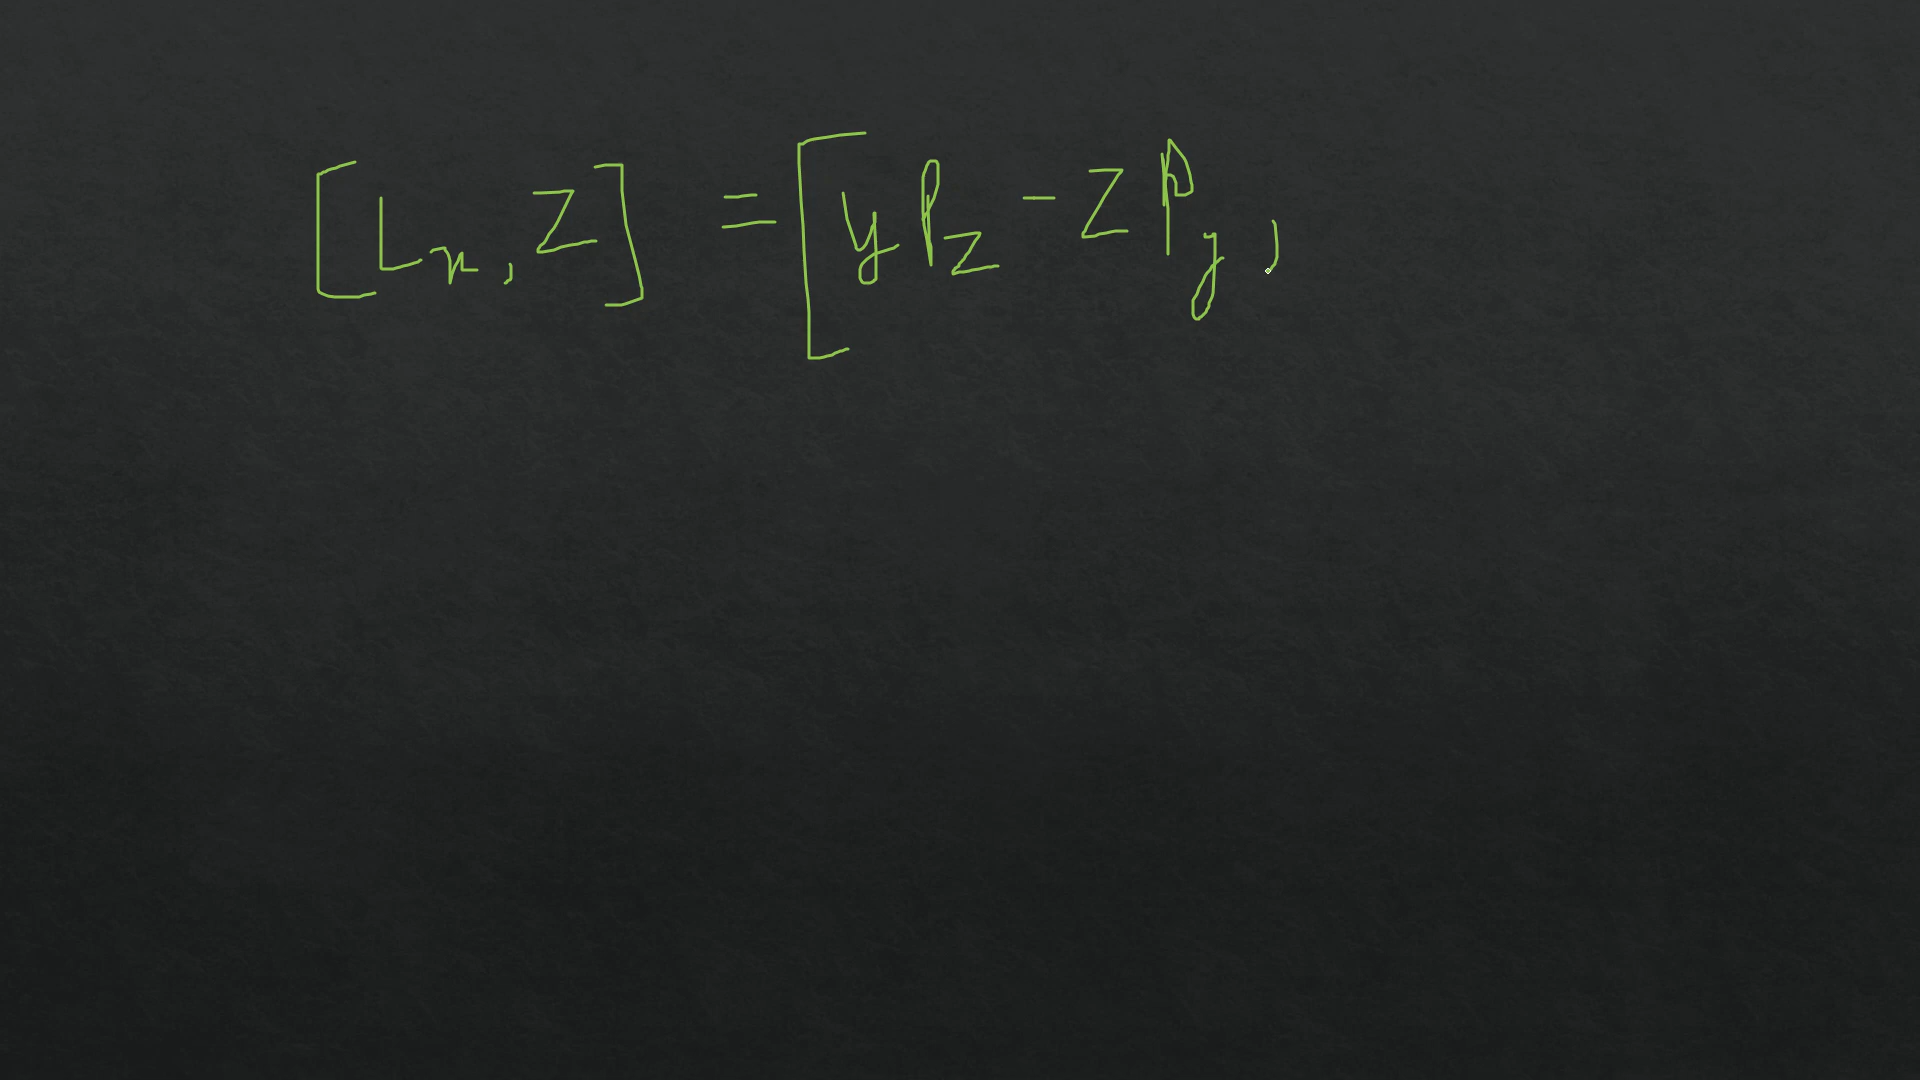 [Lx, Z] = [y Pz - Z Py,